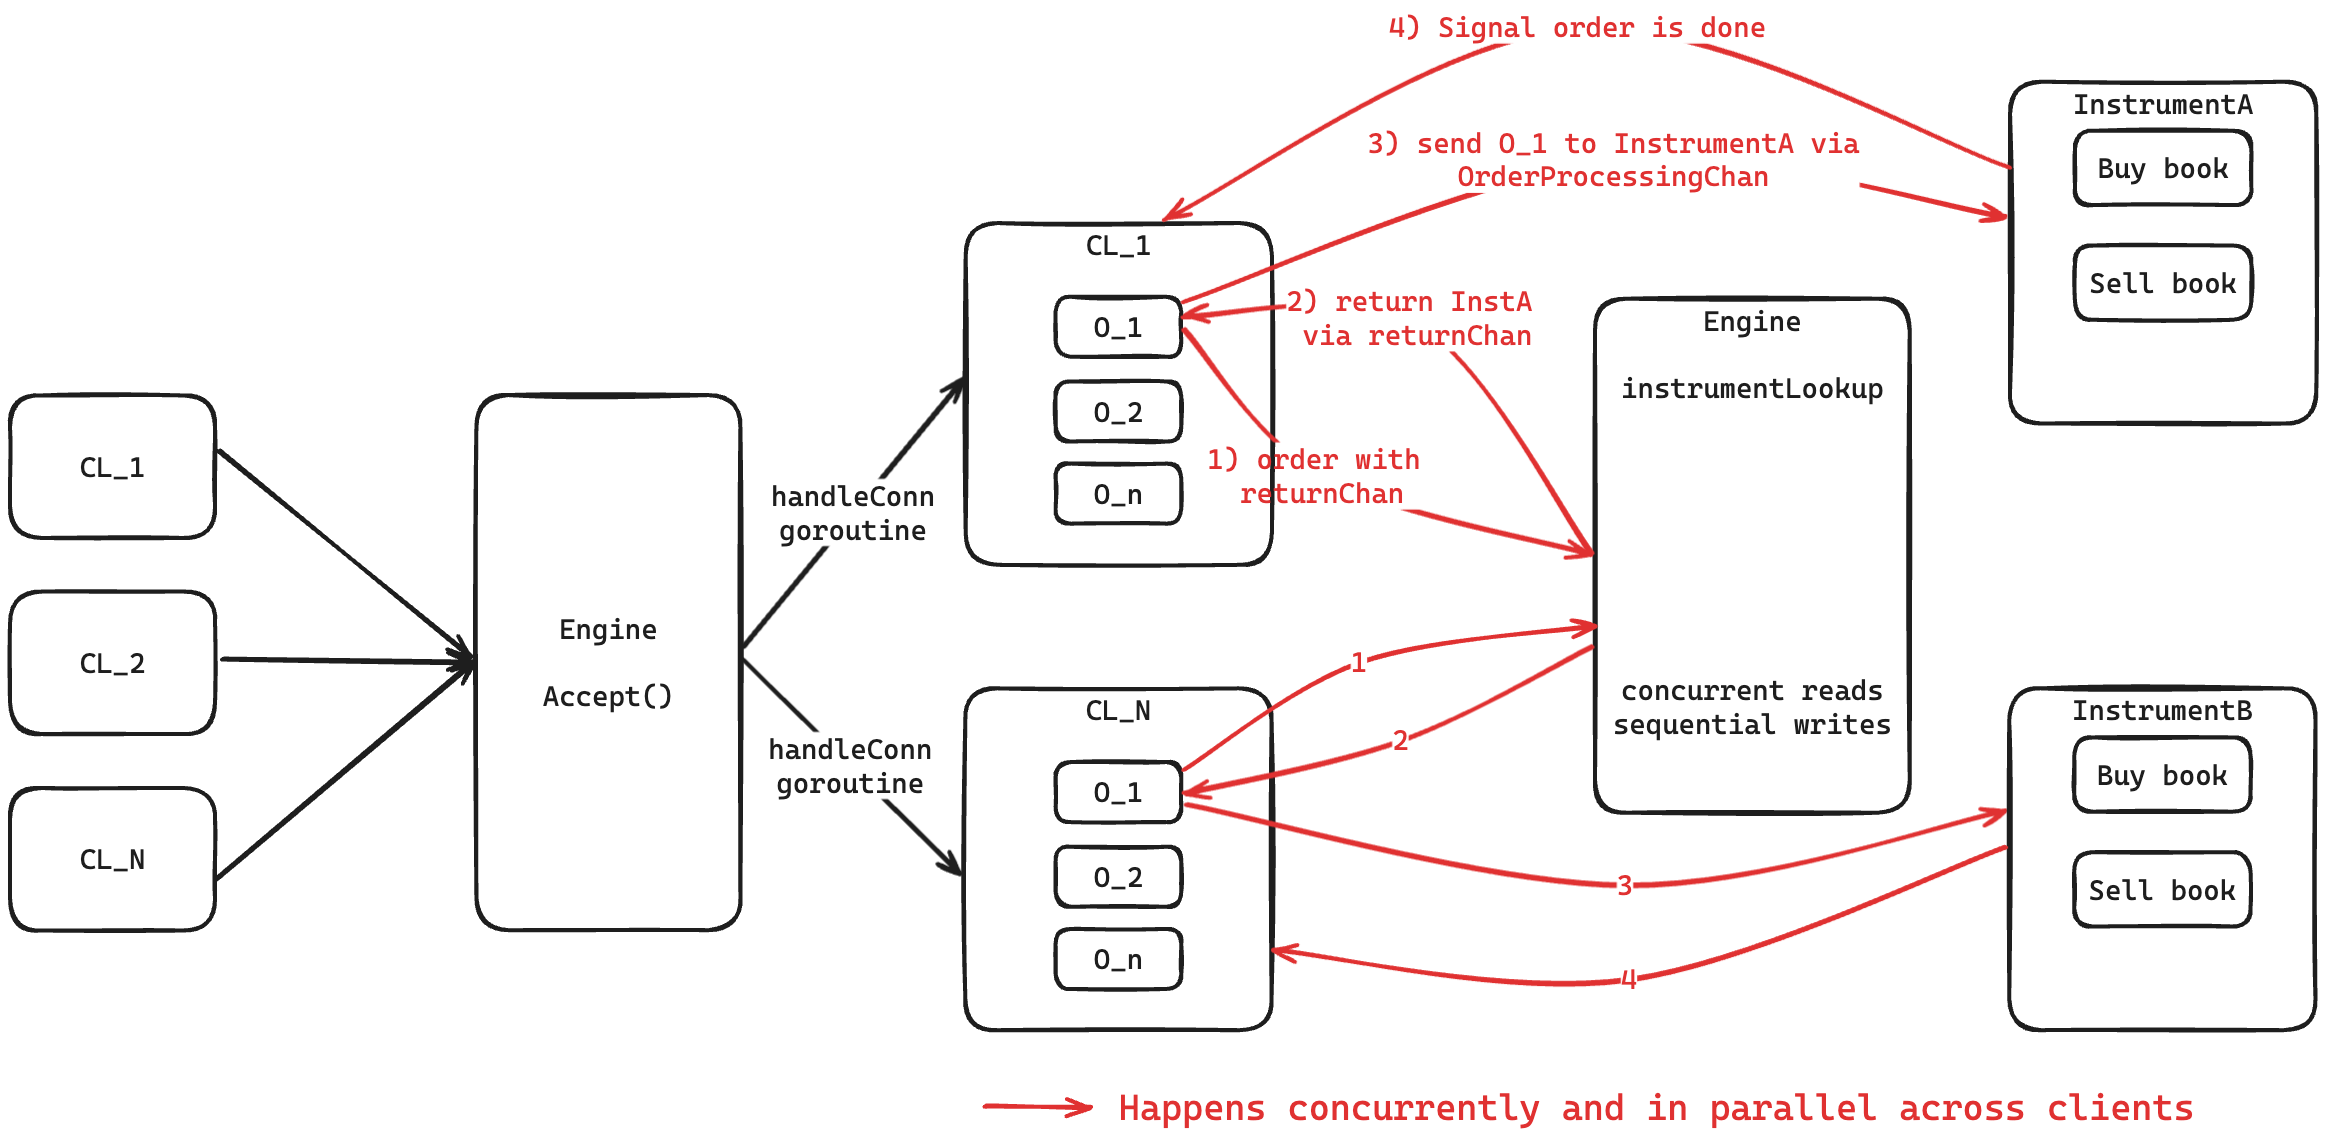 4) Signal order is done
InstrumentA
Buy book
Sell book
3) send O_1 to InstrumentA via
OrderProcessingChan
CL_1
O_1
O_2
O_n
2) return InstA
via returnChan
1) order with
returnChan
Engine
instrumentLookup
concurrent reads
sequential writes
CL_1
CL_2
CL_N
Engine
Accept()
handleConn
goroutine
handleConn
goroutine
CL_N
O_1
O_2
O_n
1
2
3
4
InstrumentB
Buy book
Sell book
Happens concurrently and in parallel across clients